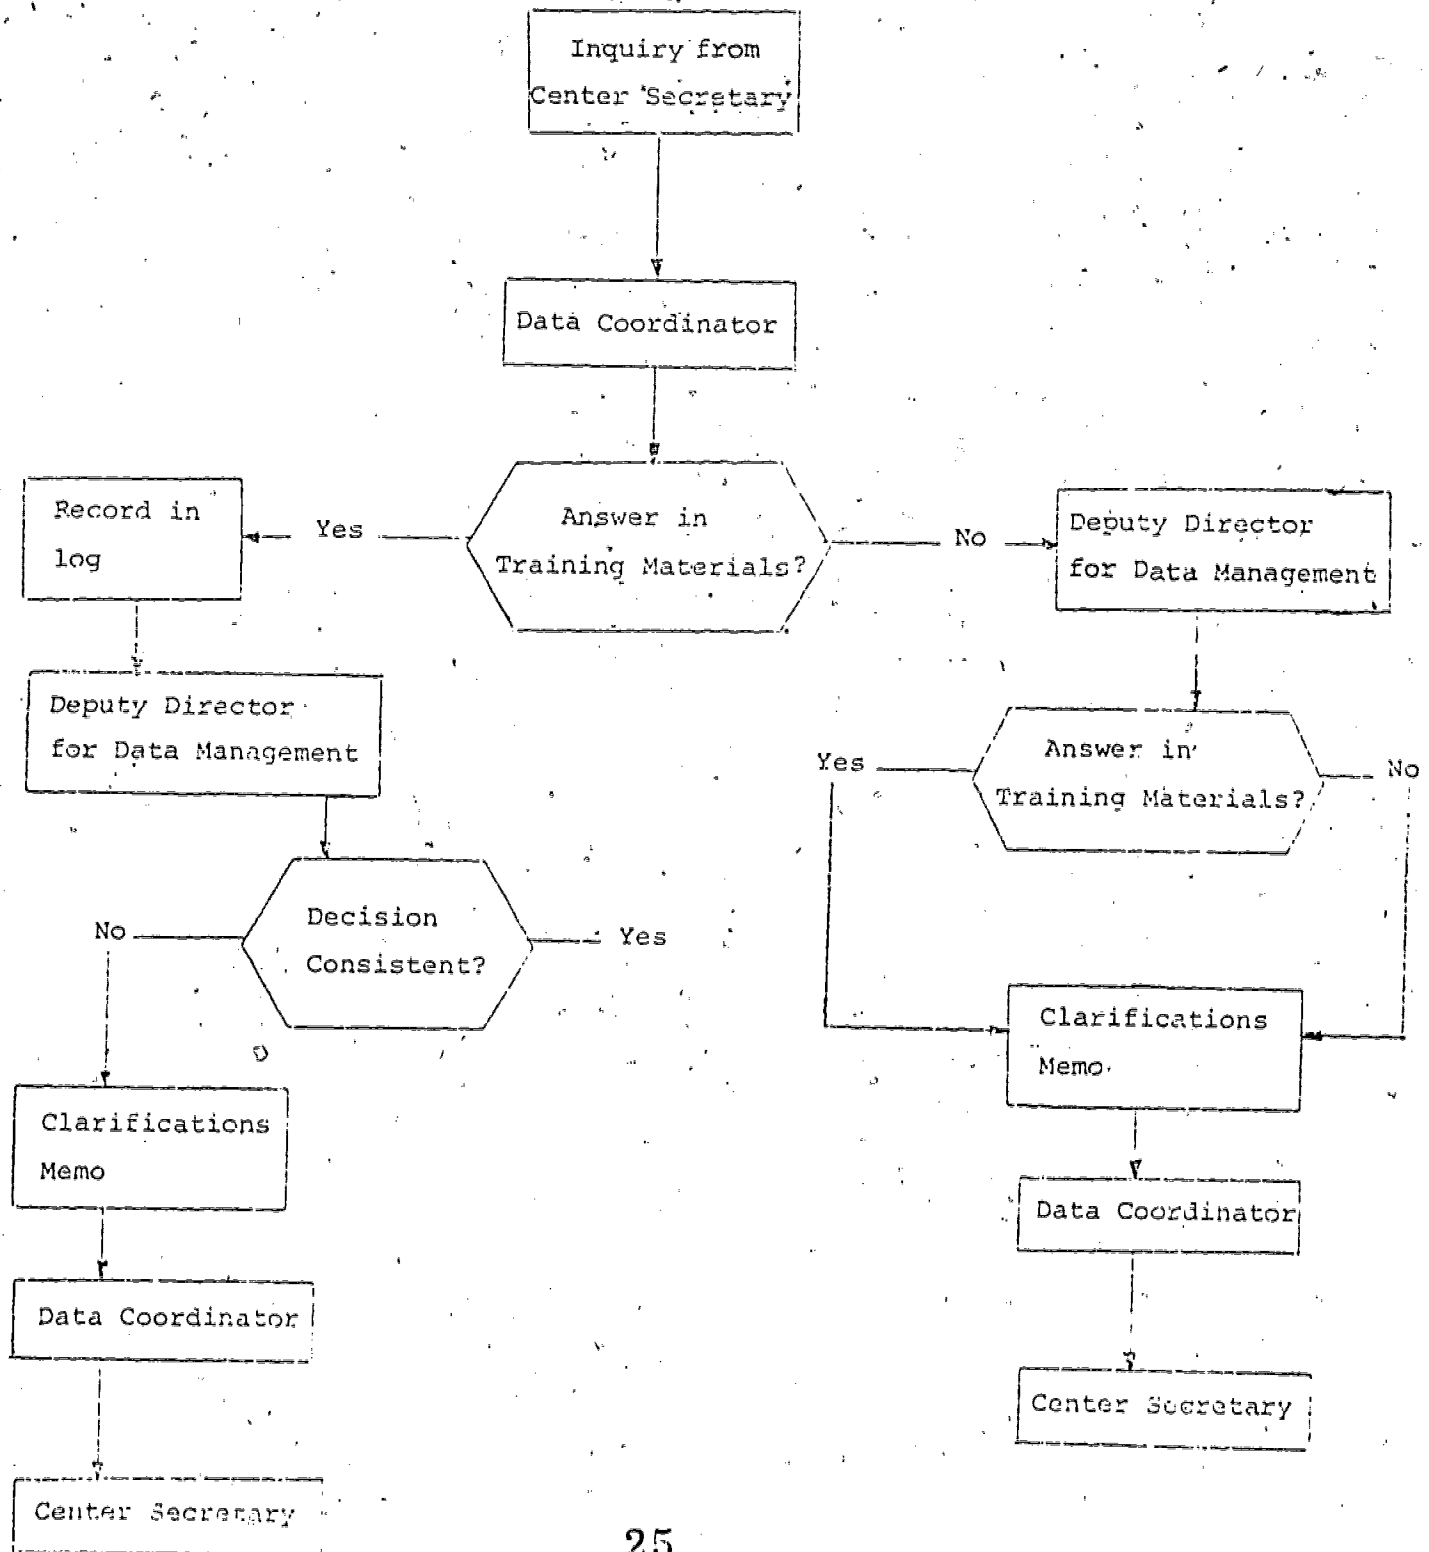 Inquiry from
Center Secretary
Data Coordinator
Answer in
Training Materials?
Yes
No
Record in
log
Deputy Director
for Data Management
Deputy Director
for Data Management
Answer in
Training Materials?
Yes
No
Decision
Consistent?
No
Yes
Clarifications
Memo
Clarifications
Memo
Data Coordinator
Data Coordinator
Center Secretary
Center Secretary
25